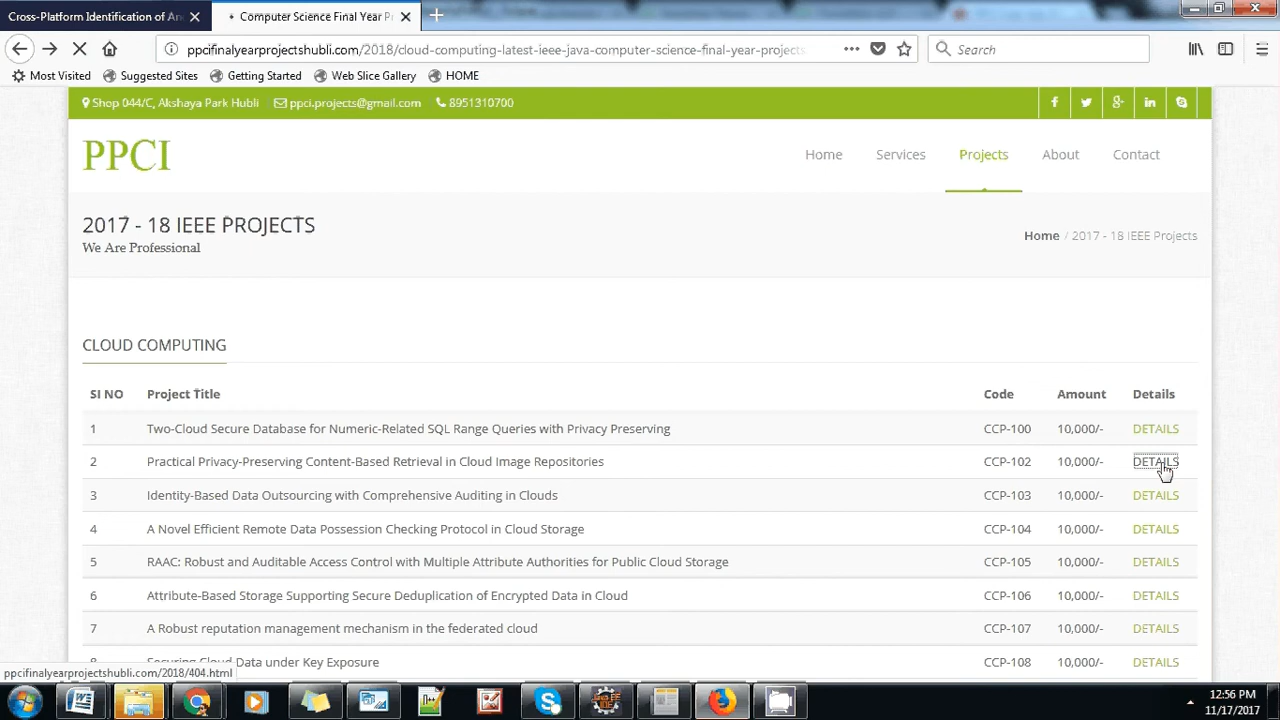 Cross-Platform Identification of An
Computer Science Final Year P
ppcifinalyearprojectshubli.com/2018/cloud-computing-latest-ieee-java-computer-science-final-year-projects
Search
Most Visited Suggested Sites Getting Started Web Slice Gallery HOME
Shop 044/C, Akshaya Park Hubli ppci.projects@gmail.com 8951310700
PPCI
Home Services Projects About Contact
2017 - 18 IEEE PROJECTS
We Are Professional
Home / 2017 - 18 IEEE Projects
CLOUD COMPUTING
SI NO Project Title Code Amount Details
1 Two-Cloud Secure Database for Numeric-Related SQL Range Queries with Privacy Preserving CCP-100 10,000/- DETAILS
2 Practical Privacy-Preserving Content-Based Retrieval in Cloud Image Repositories CCP-102 10,000/- DETAILS
3 Identity-Based Data Outsourcing with Comprehensive Auditing in Clouds CCP-103 10,000/- DETAILS
4 A Novel Efficient Remote Data Possession Checking Protocol in Cloud Storage CCP-104 10,000/- DETAILS
5 RAAC: Robust and Auditable Access Control with Multiple Attribute Authorities for Public Cloud Storage CCP-105 10,000/- DETAILS
6 Attribute-Based Storage Supporting Secure Deduplication of Encrypted Data in Cloud CCP-106 10,000/- DETAILS
7 A Robust reputation management mechanism in the federated cloud CCP-107 10,000/- DETAILS
8 Securing Cloud Data under Key Exposure CCP-108 10,000/- DETAILS
ppcifinalyearprojectshubli.com/2018/404.html
12:56 PM
11/17/2017